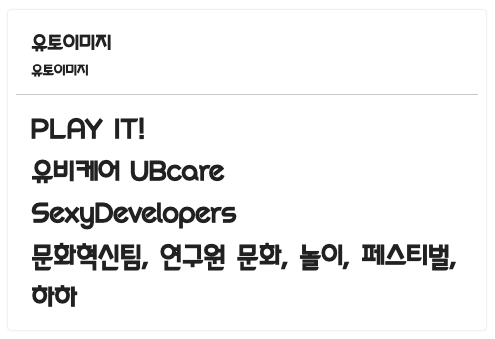 유토이미지
유토이미지
PLAY IT!
유비케어 UBcare
SexyDevelopers
문화혁신팀, 연구원 문화, 놀이, 페스티벌,
하하